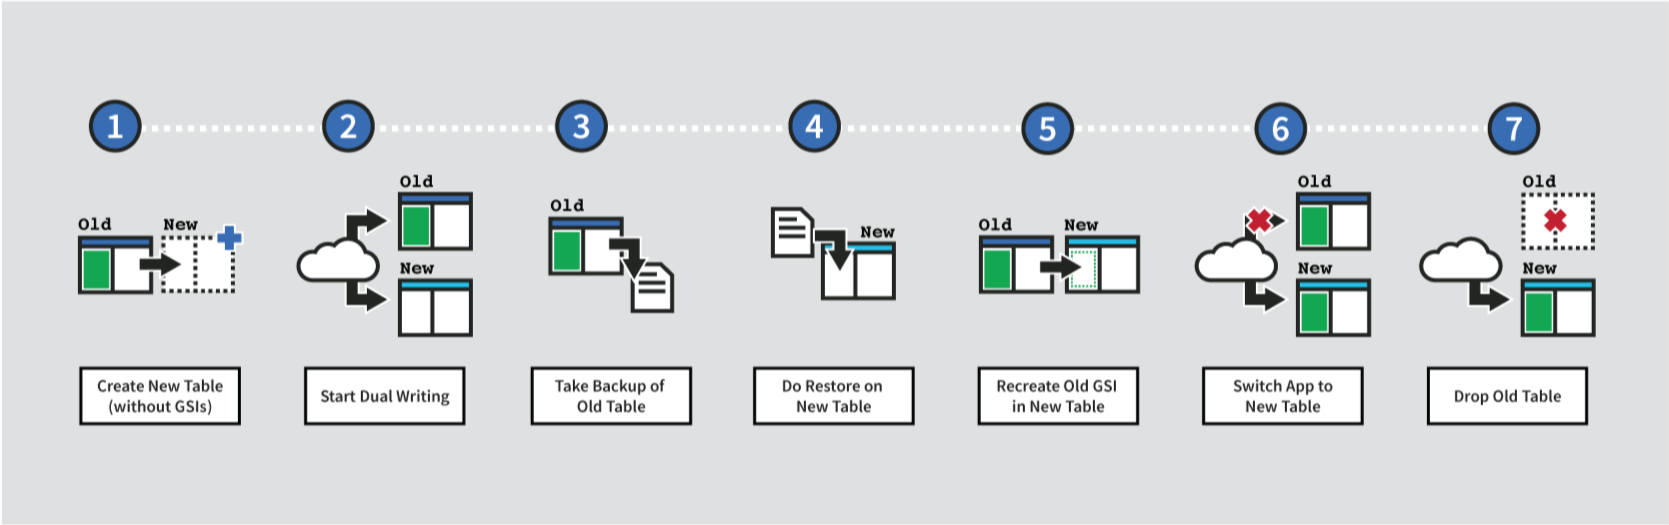 1
2
3
4
5
6
7
Old
New
Old
New
Old
New
Old
New
Old
New
Old
New
Create New Table
(without GSIs)
Start Dual Writing
Take Backup of
Old Table
Do Restore on
New Table
Recreate Old GSI
in New Table
Switch App to
New Table
Drop Old Table